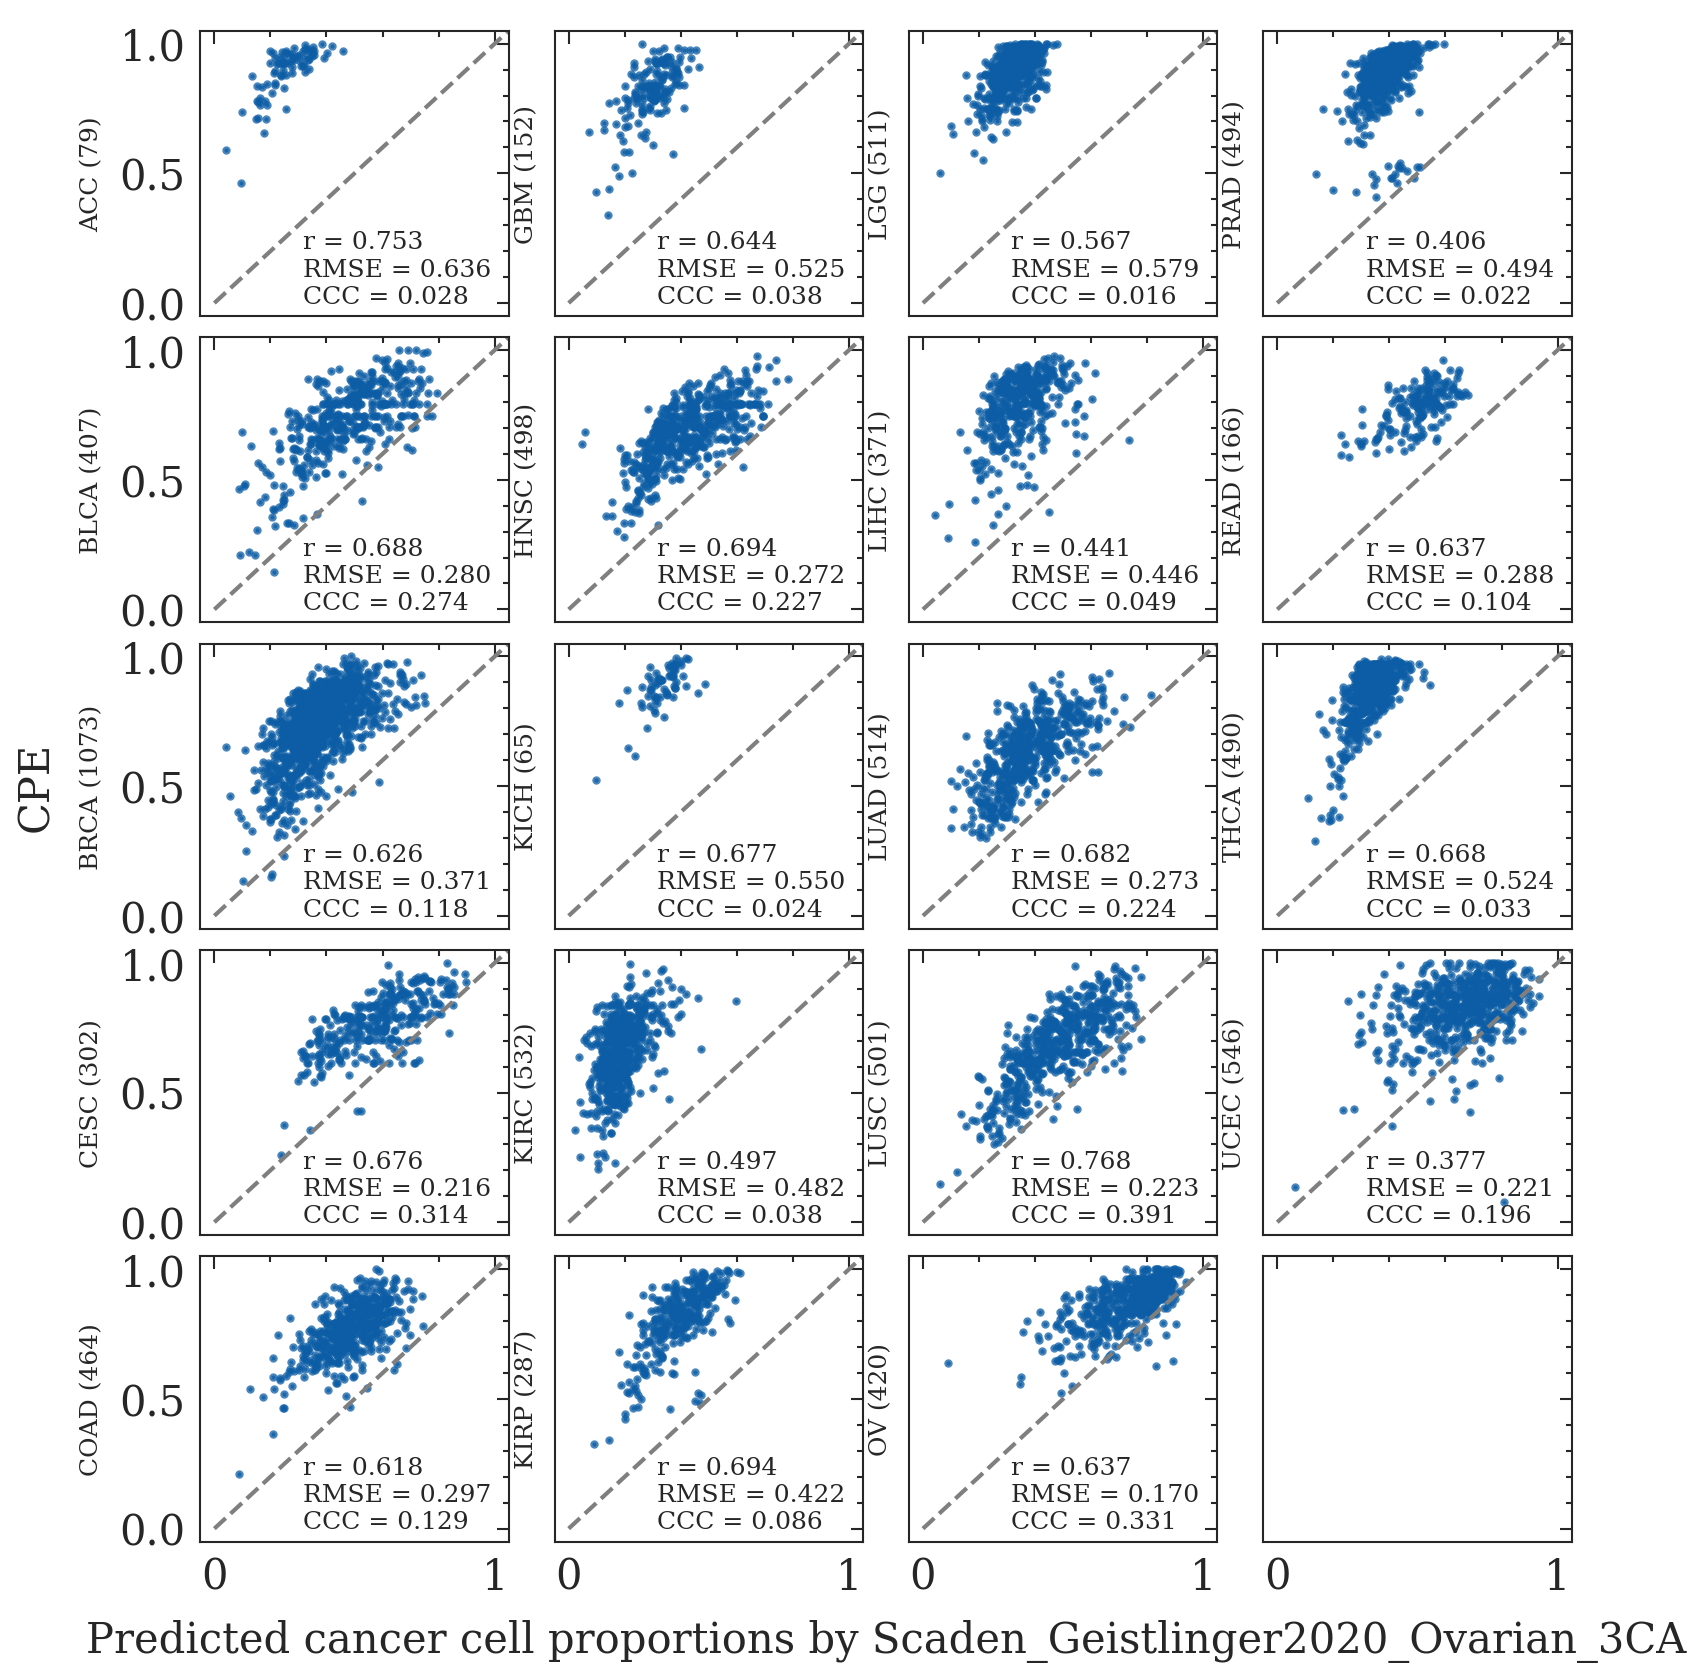 1.0
0.5
0.0
ACC (79)
r = 0.753
RMSE = 0.636
CCC = 0.028
GBM (152)
r = 0.644
RMSE = 0.525
CCC = 0.038
LGG (511)
r = 0.567
RMSE = 0.579
CCC = 0.016
PRAD (494)
r = 0.406
RMSE = 0.494
CCC = 0.022
1.0
0.5
0.0
BLCA (407)
r = 0.688
RMSE = 0.280
CCC = 0.274
HNSC (498)
r = 0.694
RMSE = 0.272
CCC = 0.227
LIHC (371)
r = 0.441
RMSE = 0.446
CCC = 0.049
READ (166)
r = 0.637
RMSE = 0.288
CCC = 0.104
CPE
1.0
0.5
0.0
BRCA (1073)
r = 0.626
RMSE = 0.371
CCC = 0.118
KICH (65)
r = 0.677
RMSE = 0.550
CCC = 0.024
LUAD (514)
r = 0.682
RMSE = 0.273
CCC = 0.224
THCA (490)
r = 0.668
RMSE = 0.524
CCC = 0.033
1.0
0.5
0.0
CESC (302)
r = 0.676
RMSE = 0.216
CCC = 0.314
KIRC (532)
r = 0.497
RMSE = 0.482
CCC = 0.038
LUSC (501)
r = 0.768
RMSE = 0.223
CCC = 0.391
UCEC (546)
r = 0.377
RMSE = 0.221
CCC = 0.196
1.0
0.5
0.0
COAD (464)
r = 0.618
RMSE = 0.297
CCC = 0.129
KIRP (287)
r = 0.694
RMSE = 0.422
CCC = 0.086
OV (420)
r = 0.637
RMSE = 0.170
CCC = 0.331
0 1 0 1 0 1 0 1
Predicted cancer cell proportions by Scaden_Geistlinger2020_Ovarian_3CA